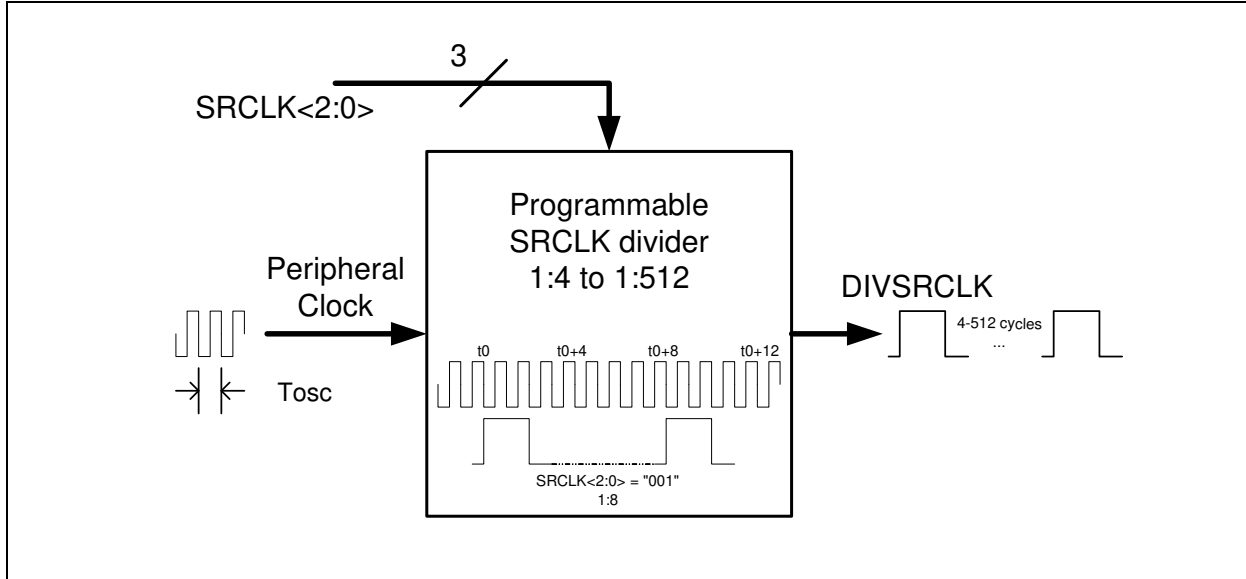 3
SRCLK<2:0>
Programmable
SRCLK divider
1:4 to 1:512
Peripheral
Clock
DIVSRCLK
4-512 cycles
...
t0 t0+4 t0+8 t0+12
Tosc
SRCLK<2:0> = "001"
1:8